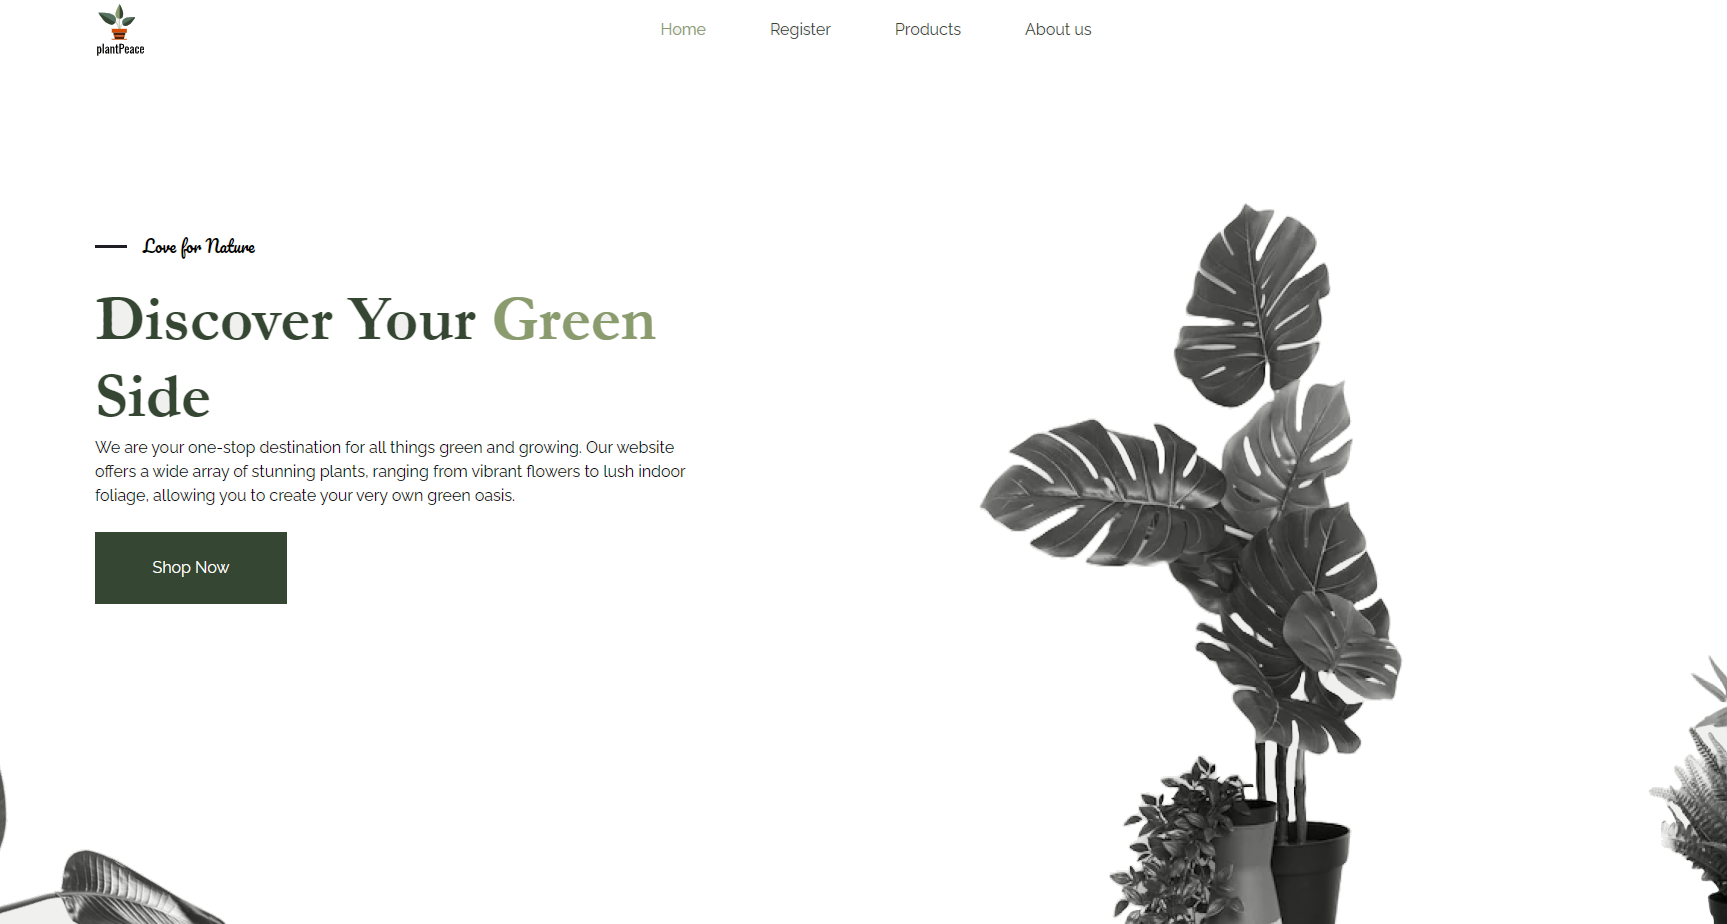 plantPeace
Home
Register
Products
About us
Love for Nature
Discover Your Green
Side
We are your one-stop destination for all things green and growing. Our website
offers a wide array of stunning plants, ranging from vibrant flowers to lush indoor
foliage, allowing you to create your very own green oasis.
Shop Now